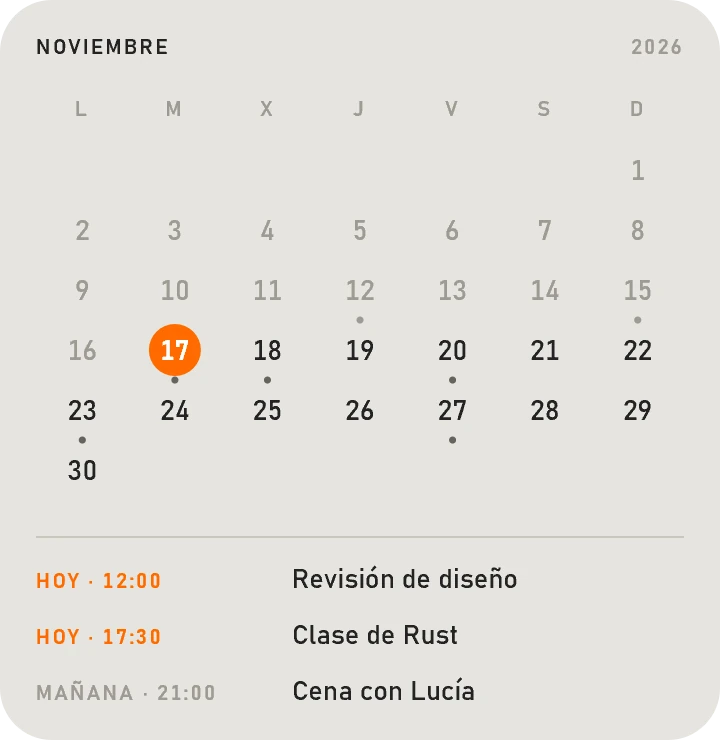 NOVIEMBRE 2026
L M X J V S D
1
2 3 4 5 6 7 8
9 10 11 12 13 14 15
16 17 18 19 20 21 22
23 24 25 26 27 28 29
30
HOY · 12:00 Revisión de diseño
HOY · 17:30 Clase de Rust
MAÑANA · 21:00 Cena con Lucía